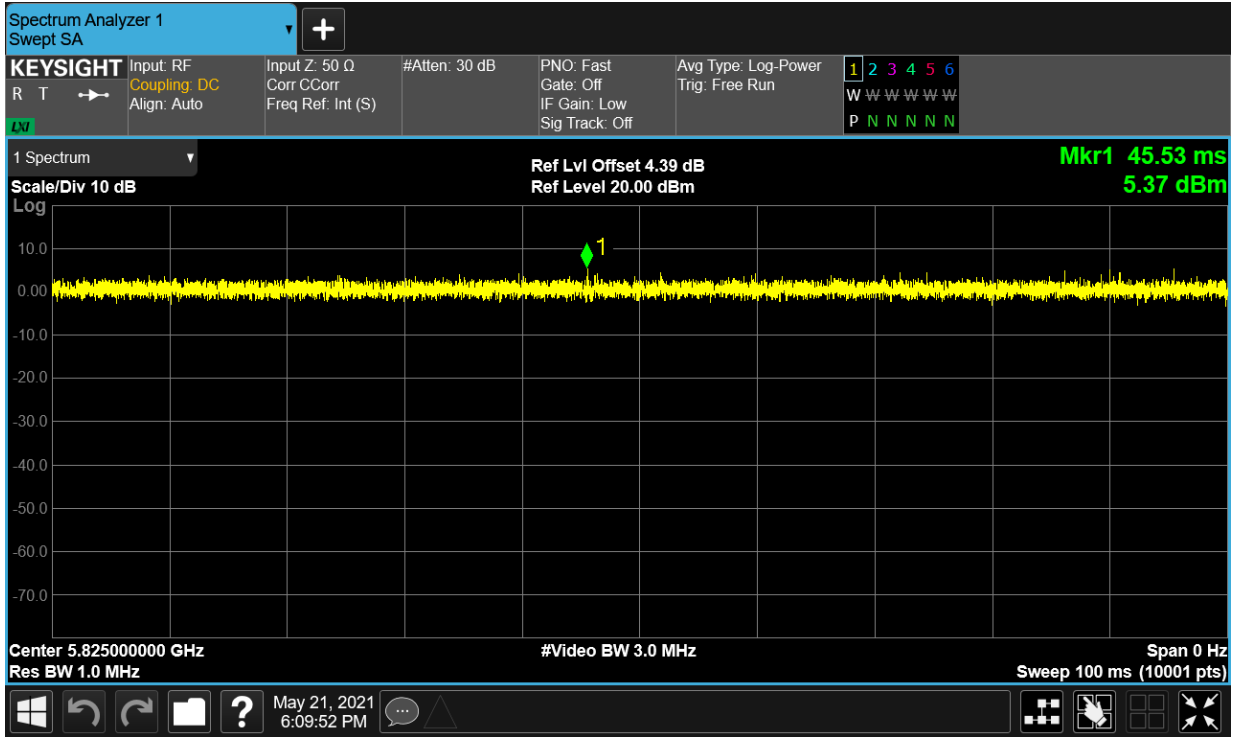 Spectrum Analyzer 1
Swept SA
KEYSIGHT
R T
LXI
Input: RF
Coupling: DC
Align: Auto
Input Z: 50 Ω
Corr CCorr
Freq Ref: Int (S)
#Atten: 30 dB
PNO: Fast
Gate: Off
IF Gain: Low
Sig Track: Off
Avg Type: Log-Power
Trig: Free Run
1 2 3 4 5 6
W W W W W W
P N N N N N
1 Spectrum
Scale/Div 10 dB
Log
Ref Lvl Offset 4.39 dB
Ref Level 20.00 dBm
Mkr1 45.53 ms
5.37 dBm
1
10.0
0.00
-10.0
-20.0
-30.0
-40.0
-50.0
-60.0
-70.0
Center 5.825000000 GHz
Res BW 1.0 MHz
#Video BW 3.0 MHz
Span 0 Hz
Sweep 100 ms (10001 pts)
?
May 21, 2021
6:09:52 PM